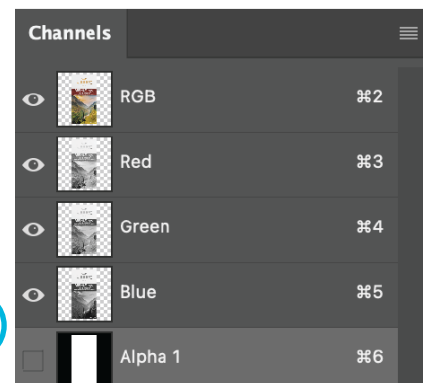 Channels
RGB ⌘2
Red ⌘3
Green ⌘4
Blue ⌘5
Alpha 1 ⌘6